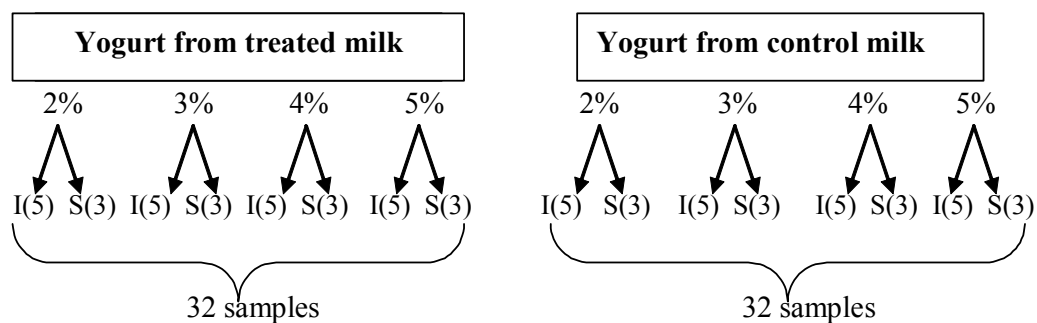 Yogurt from treated milk Yogurt from control milk
2% 3% 4% 5% 2% 3% 4% 5%
I(5) S(3) I(5) S(3) I(5) S(3) I(5) S(3) I(5) S(3) I(5) S(3) I(5) S(3) I(5) S(3)
32 samples 32 samples